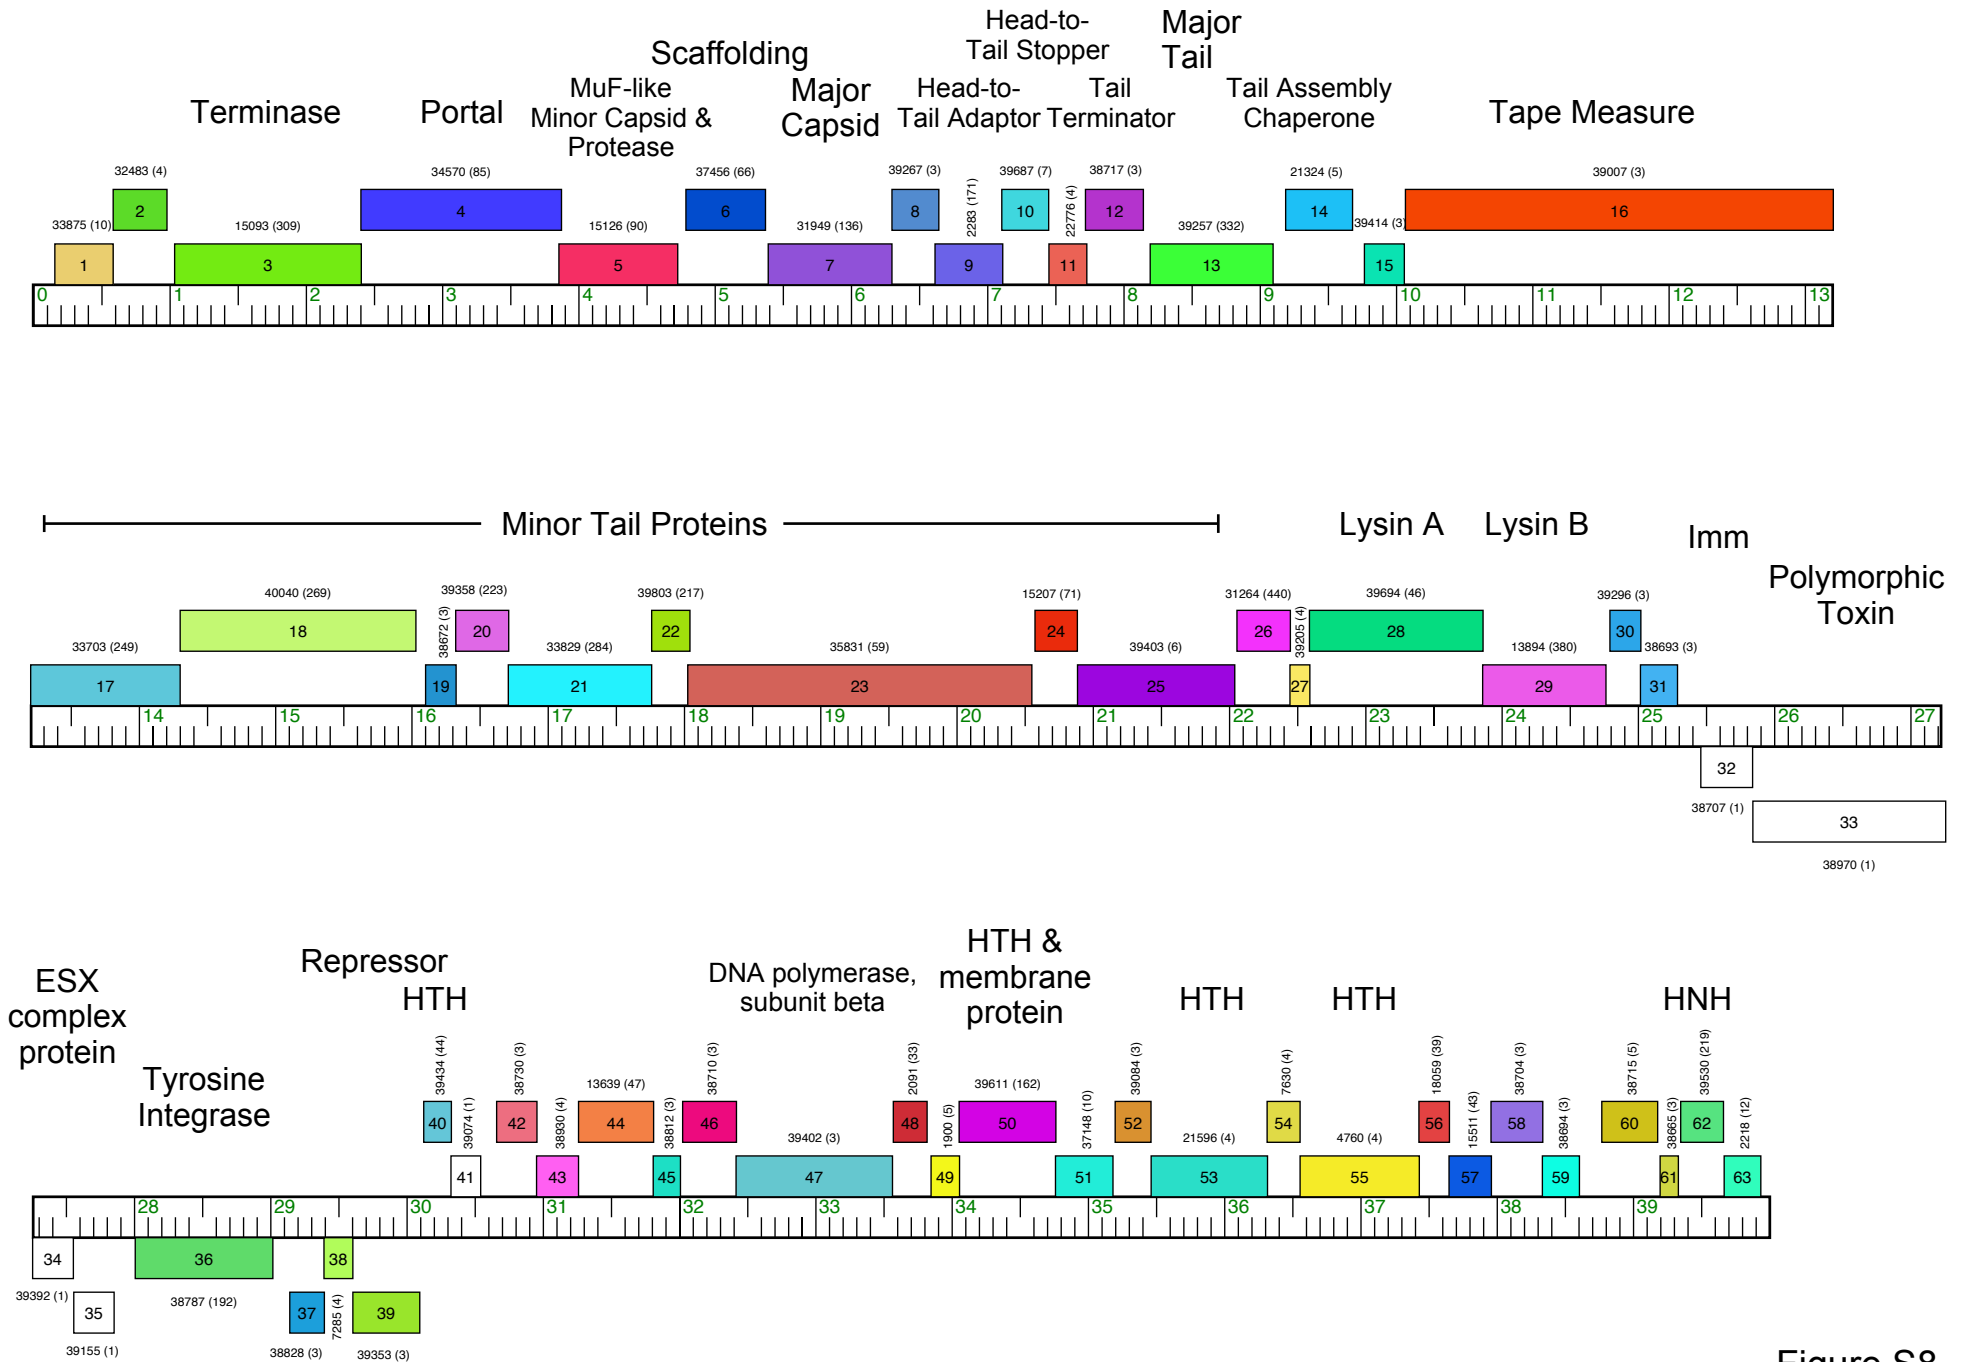 Head-to-
Tail Stopper
Major
Tail
Scaffolding
Terminase
Portal
MuF-like
Minor Capsid &
Protease
Major
Capsid
Head-to-
Tail Adaptor
Tail
Terminator
Tail Assembly
Chaperone
Tape Measure
32483 (4)
34570 (85)
37456 (66)
39267 (3)
2283 (171)
39687 (7)
22776 (4)
38717 (3)
21324 (5)
39007 (3)
2
4
6
8
10
12
14
16
33875 (10)
15093 (309)
15126 (90)
31949 (136)
39257 (332)
39414 (3)
1
3
5
7
9
11
13
15
0 1 2 3 4 5 6 7 8 9 10 11 12 13
Minor Tail Proteins
Lysin A
Lysin B
Imm
Polymorphic
Toxin
40040 (269)
38672 (3)
39358 (223)
39803 (217)
15207 (71)
31264 (440)
39205 (4)
39694 (46)
39296 (3)
18
20
22
24
26
28
30
33703 (249)
33829 (284)
35831 (59)
39403 (6)
13894 (380)
38693 (3)
17
19
21
23
25
27
29
31
14 15 16 17 18 19 20 21 22 23 24 25 26 27
32
38707 (1)
33
38970 (1)
ESX
complex
protein
Tyrosine
Integrase
Repressor
HTH
DNA polymerase,
subunit beta
HTH &
membrane
protein
HTH
HTH
HNH
39434 (44)
39074 (1)
38730 (3)
38930 (4)
13639 (47)
38812 (3)
38710 (3)
2091 (33)
1900 (5)
39611 (162)
37148 (10)
39084 (3)
7630 (4)
18059 (39)
15511 (43)
38704 (3)
38694 (3)
38715 (5)
38665 (3)
39530 (219)
2218 (12)
40
42
44
46
48
50
52
54
56
58
60
62
39402 (3)
21596 (4)
4760 (4)
41
43
45
47
49
51
53
55
57
59
61
63
28 29 30 31 32 33 34 35 36 37 38 39
34
36
38
39392 (1)
38787 (192)
7285 (4)
35
37
39
39155 (1)
38828 (3)
39353 (3)
Figure S8